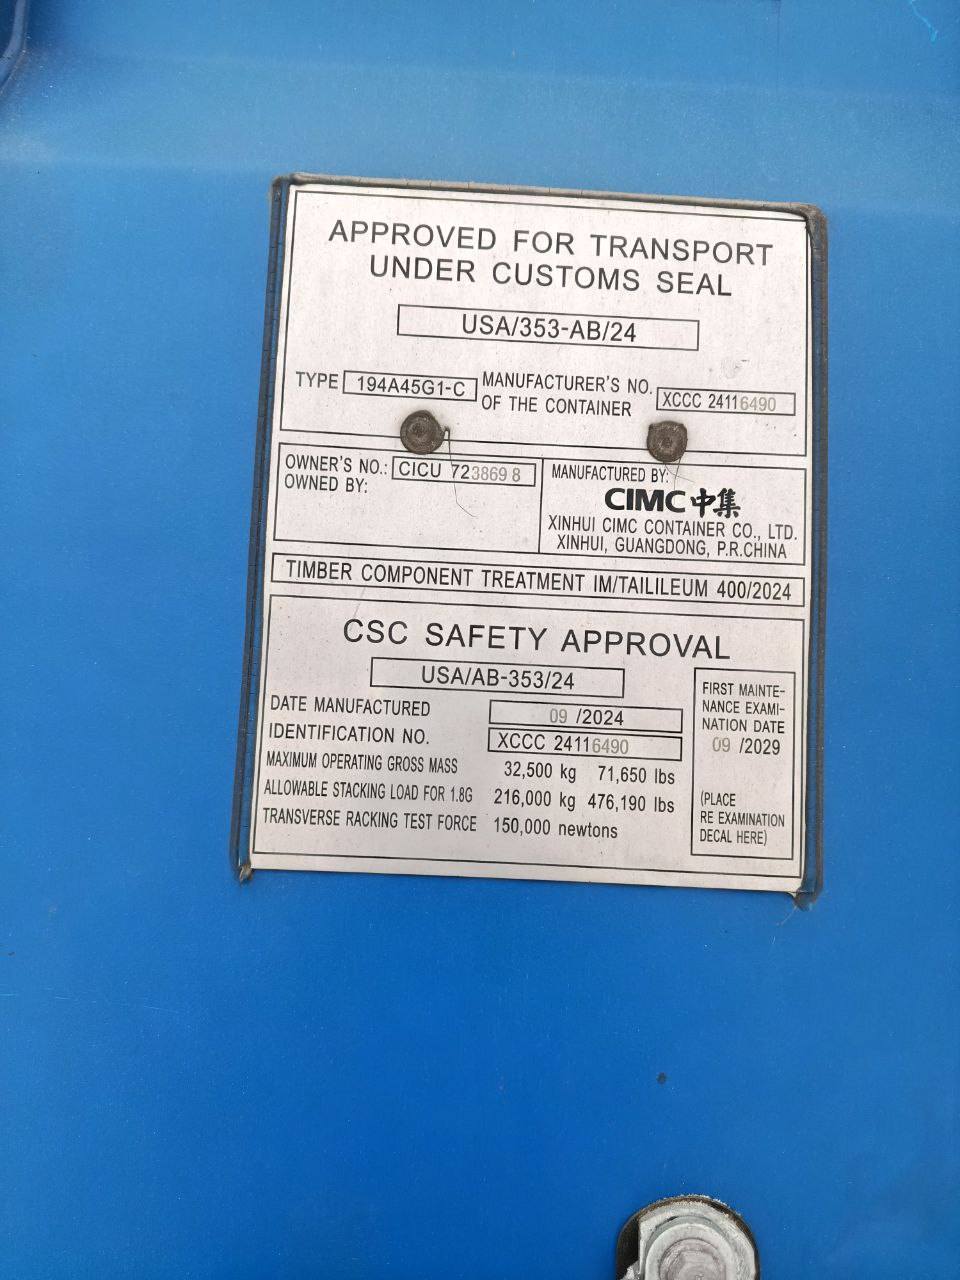 APPROVED FOR TRANSPORT
UNDER CUSTOMS SEAL
USA/353-AB/24
TYPE 194A45G1-C MANUFACTURER'S NO.
OF THE CONTAINER XCCC 24116490
OWNER'S NO.: CICU 723869 8
OWNED BY:
MANUFACTURED BY:
CIMC 中集
XINHUI CIMC CONTAINER CO., LTD.
XINHUI, GUANGDONG, P.R.CHINA
TIMBER COMPONENT TREATMENT IM/TAILILEUM 400/2024
CSC SAFETY APPROVAL
USA/AB-353/24
DATE MANUFACTURED 09 /2024
IDENTIFICATION NO. XCCC 24116490
MAXIMUM OPERATING GROSS MASS 32,500 kg 71,650 lbs
ALLOWABLE STACKING LOAD FOR 1.8G 216,000 kg 476,190 lbs
TRANSVERSE RACKING TEST FORCE 150,000 newtons
FIRST MAINTE-
NANCE EXAMI-
NATION DATE
09 /2029
(PLACE
RE EXAMINATION
DECAL HERE)